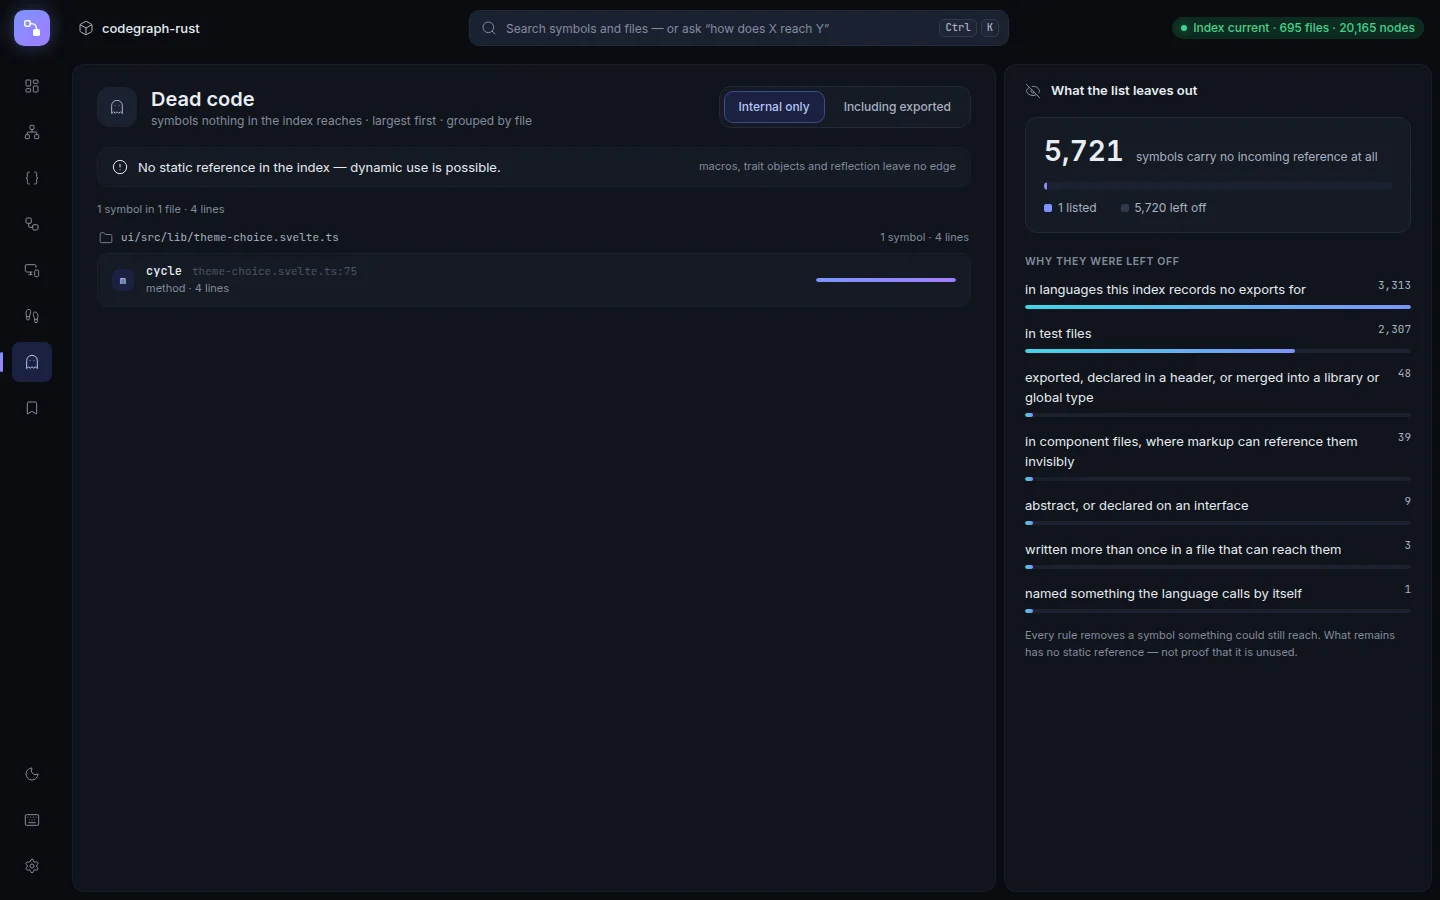 codegraph-rust
Search symbols and files — or ask “how does X reach Y”
Ctrl K
Index current · 695 files · 20,165 nodes
Dead code
symbols nothing in the index reaches · largest first · grouped by file
Internal only
Including exported
No static reference in the index — dynamic use is possible.
macros, trait objects and reflection leave no edge
1 symbol in 1 file · 4 lines
ui/src/lib/theme-choice.svelte.ts
1 symbol · 4 lines
m
cycle theme-choice.svelte.ts:75
method · 4 lines
What the list leaves out
5,721 symbols carry no incoming reference at all
1 listed
5,720 left off
WHY THEY WERE LEFT OFF
in languages this index records no exports for
3,313
in test files
2,307
exported, declared in a header, or merged into a library or
global type
48
in component files, where markup can reference them
invisibly
39
abstract, or declared on an interface
9
written more than once in a file that can reach them
3
named something the language calls by itself
1
Every rule removes a symbol something could still reach. What remains
has no static reference — not proof that it is unused.